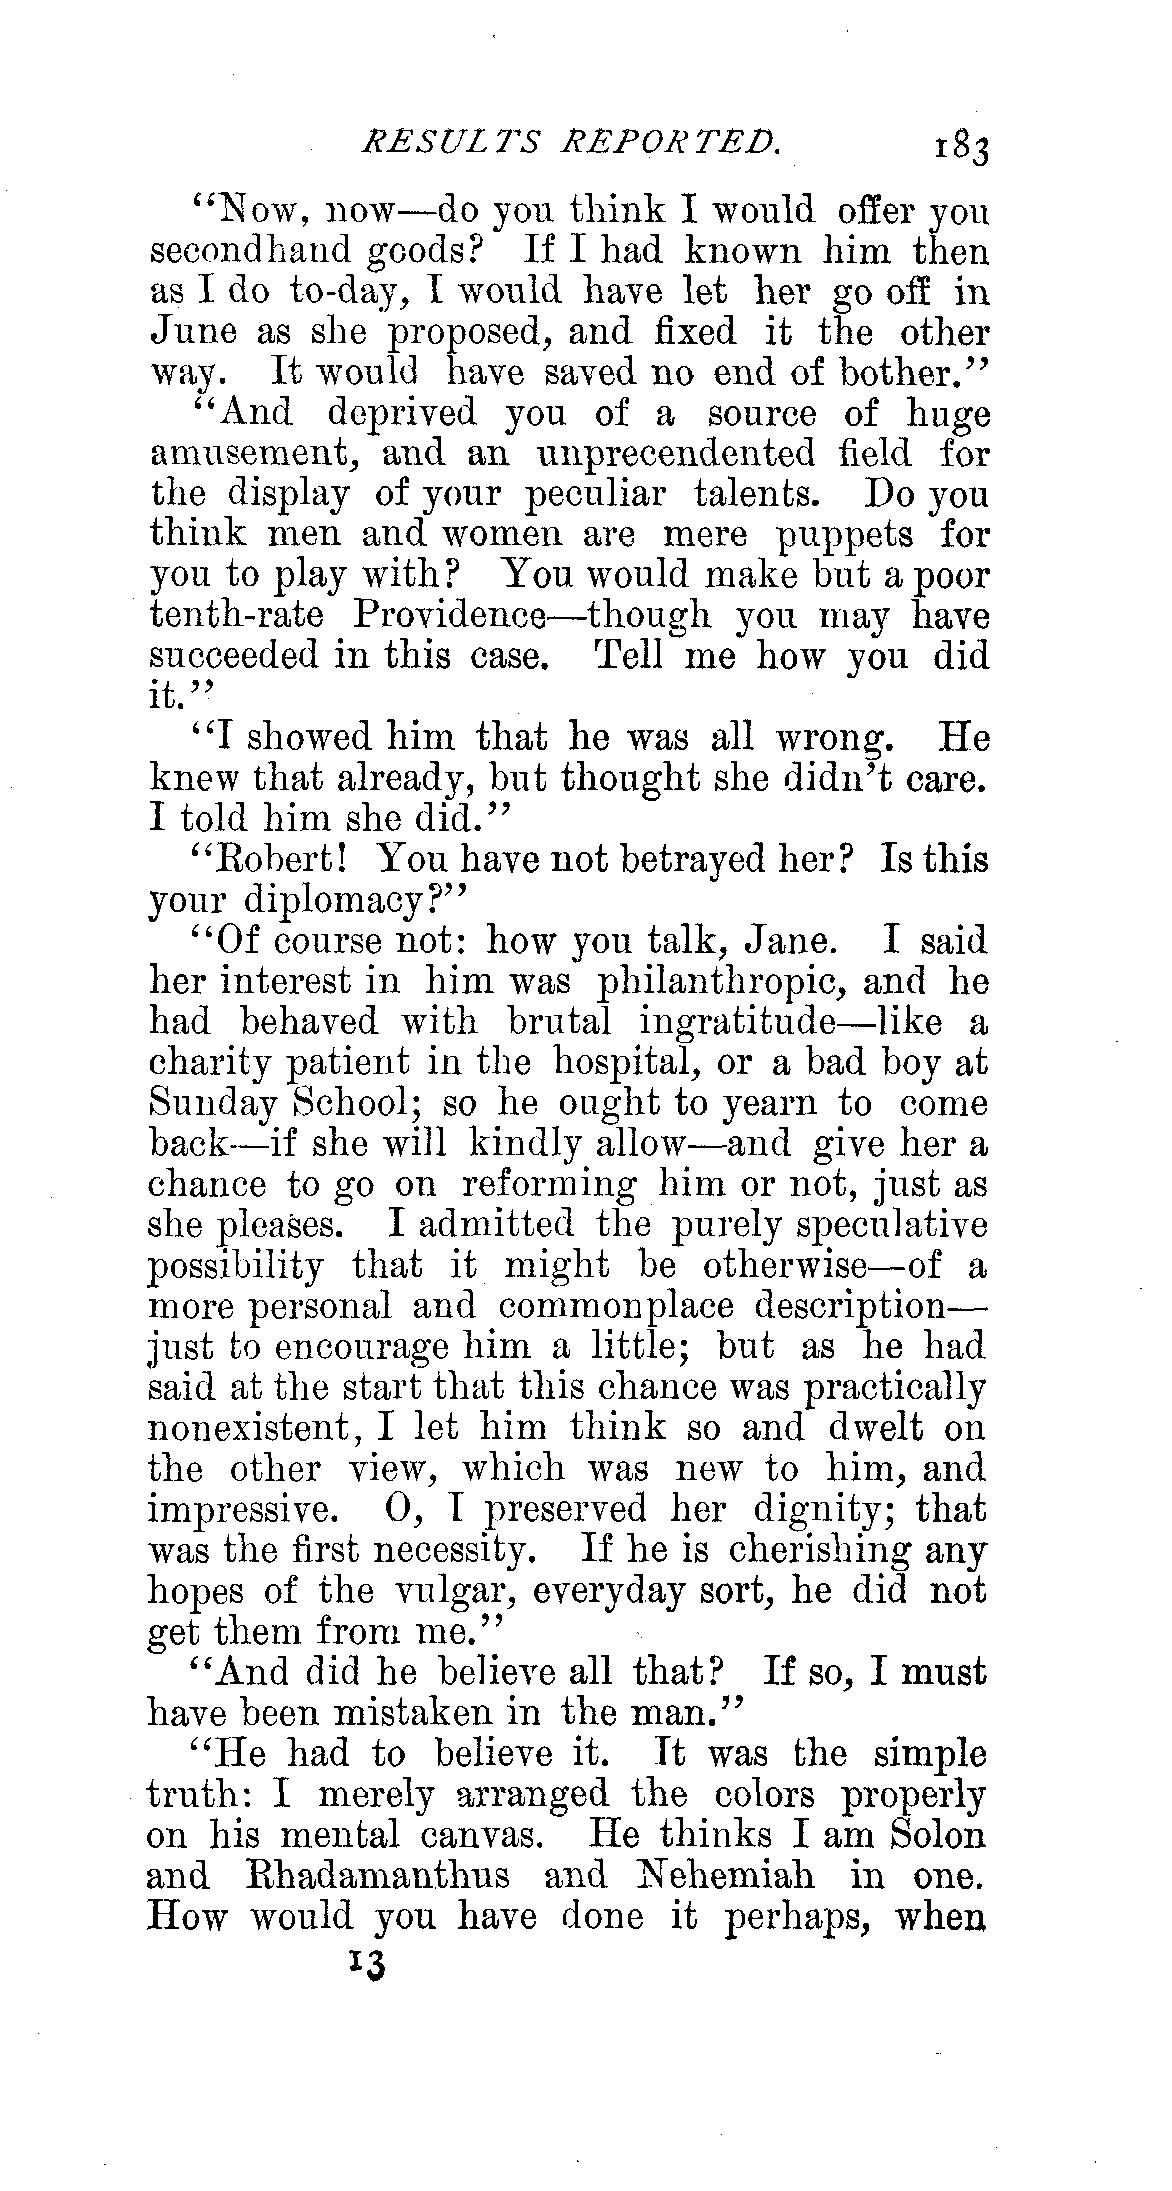 RESULTS REPORTED. 183
"Now, now—do you think I would offer you
secondhand goods? If I had known him then
as I do to-day, I would have let her go off in
June as she proposed, and fixed it the other
way. It would have saved no end of bother."
"And deprived you of a source of huge
amusement, and an unprecendented field for
the display of your peculiar talents. Do you
think men and women are mere puppets for
you to play with? You would make but a poor
tenth-rate Providence—though you may have
succeeded in this case. Tell me how you did
it."
"I showed him that he was all wrong. He
knew that already, but thought she didn't care.
I told him she did."
"Robert! You have not betrayed her? Is this
your diplomacy?"
"Of course not: how you talk, Jane. I said
her interest in him was philanthropic, and he
had behaved with brutal ingratitude—like a
charity patient in the hospital, or a bad boy at
Sunday School; so he ought to yearn to come
back—if she will kindly allow—and give her a
chance to go on reforming him or not, just as
she pleases. I admitted the purely speculative
possibility that it might be otherwise—of a
more personal and commonplace description—
just to encourage him a little; but as he had
said at the start that this chance was practically
nonexistent, I let him think so and dwelt on
the other view, which was new to him, and
impressive. O, I preserved her dignity; that
was the first necessity. If he is cherishing any
hopes of the vulgar, everyday sort, he did not
get them from me."
"And did he believe all that? If so, I must
have been mistaken in the man."
"He had to believe it. It was the simple
truth: I merely arranged the colors properly
on his mental canvas. He thinks I am Solon
and Rhadamanthus and Nehemiah in one.
How would you have done it perhaps, when
13